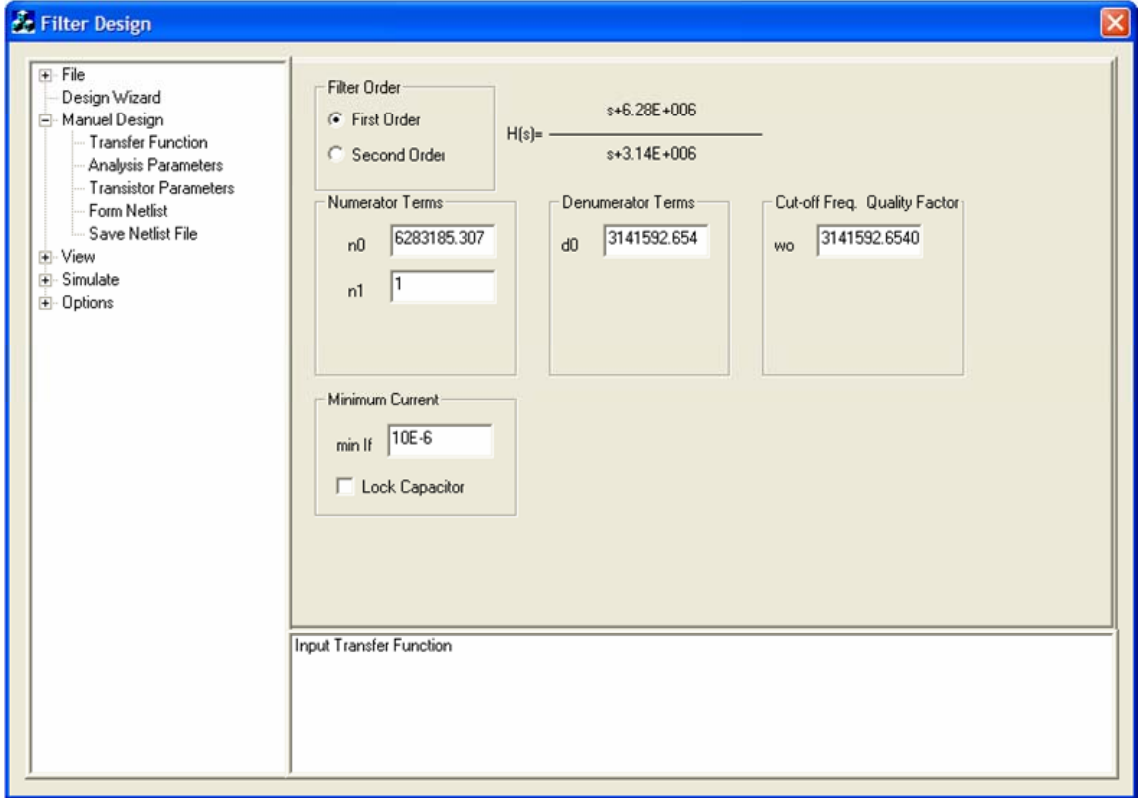 Filter Design
File
Design Wizard
Manuel Design
Transfer Function
Analysis Parameters
Transistor Parameters
Form Netlist
Save Netlist File
View
Simulate
Options
Filter Order
First Order
Second Order
H(s)=
s+6.28E+006
s+3.14E+006
Numerator Terms
n0 6283185.307
n1 1
Denumerator Terms
d0 3141592.654
Cut-off Freq. Quality Factor
wo 3141592.6540
Minimum Current
min If 10E-6
Lock Capacitor
Input Transfer Function